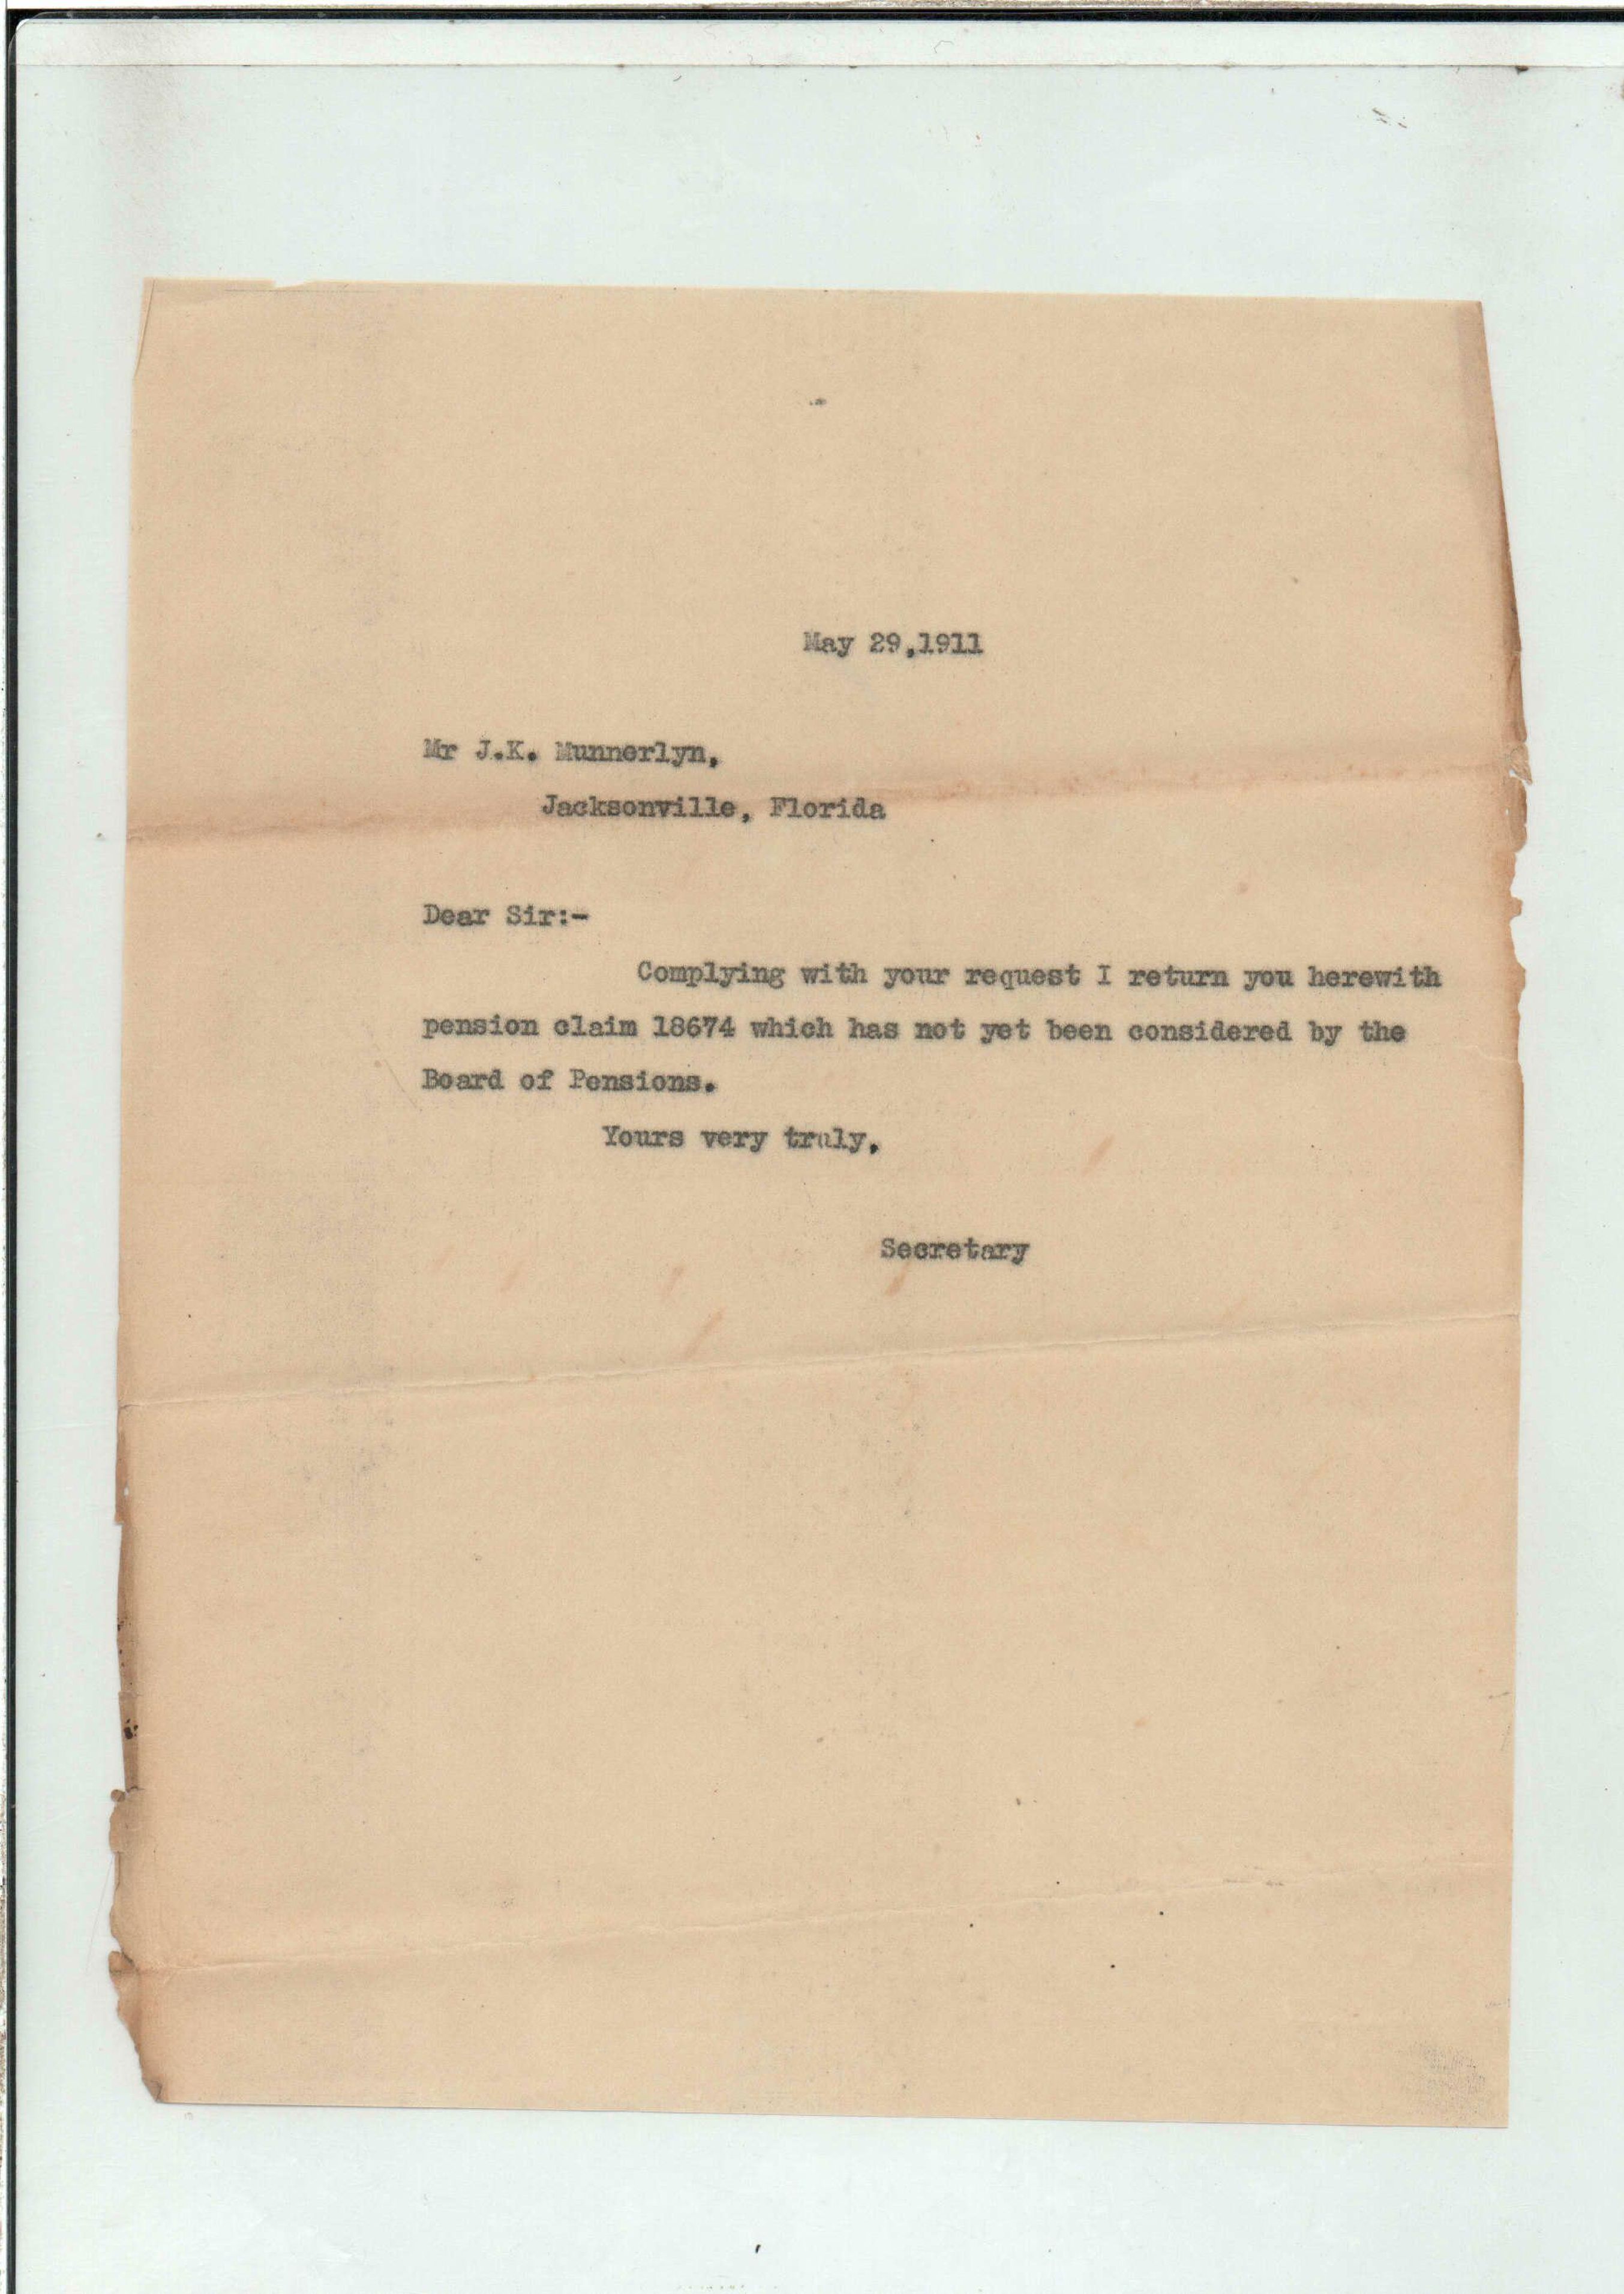 May 29,1911
Mr J.K. Munnerlyn,
Jacksonville, Florida
Dear Sir:-
Complying with your request I return you herewith
pension claim 18674 which has not yet been considered by the
Board of Pensions.
Yours very truly,
Secretary